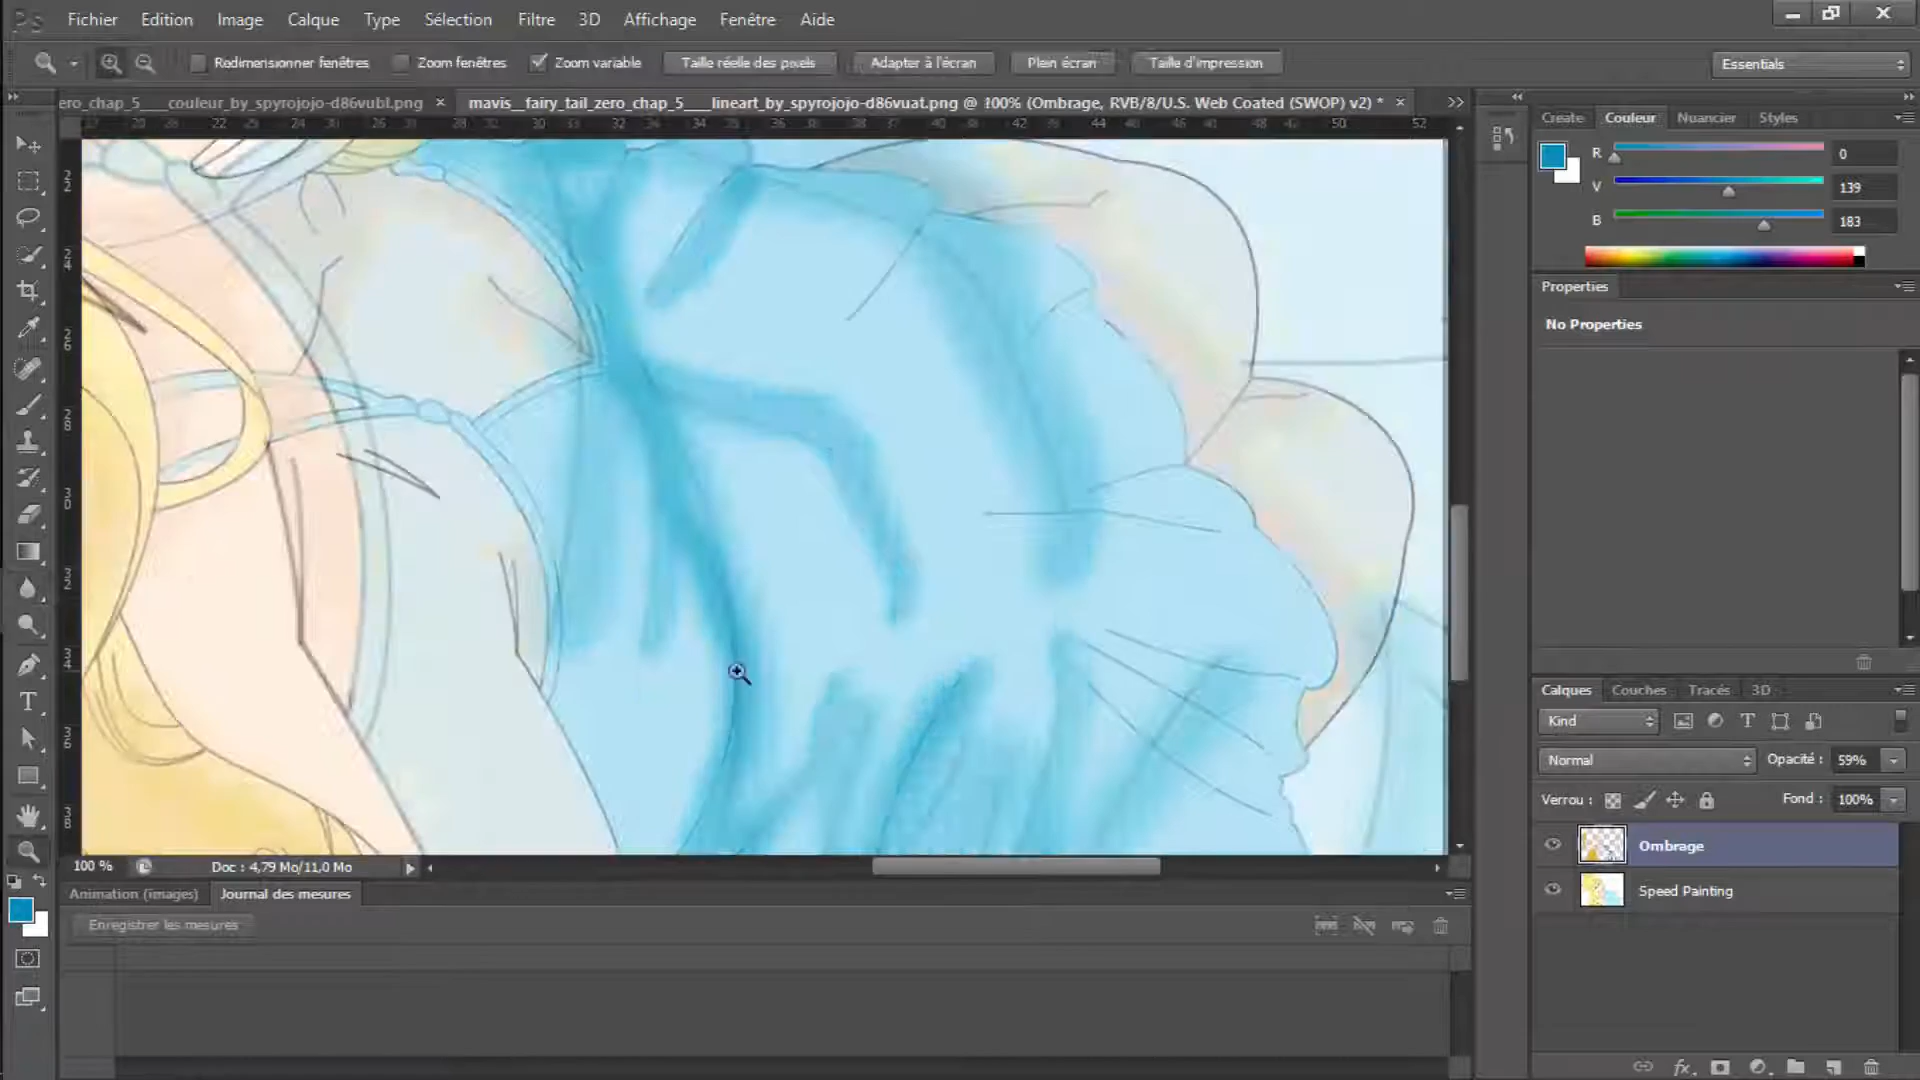 Ps Fichier Edition Image Calque Type Sélection Filtre 3D Affichage Fenêtre Aide
Redimensionner fenêtres Zoom fenêtres Zoom variable Taille réelle des pixels Adapter à l'écran Plein écran Taille d'impression Essentials
ero_chap_5___couleur_by_spyrojojo-d86vubl.png × mavis__fairy_tail_zero_chap_5___lineart_by_spyrojojo-d86vuat.png @ 100% (Ombrage, RVB/8/U.S. Web Coated (SWOP) v2) * ×
Create Couleur Nuancier Styles
R 0
V 139
B 183
Properties
No Properties
Calques Couches Tracés 3D
Kind
Normal Opacité : 59%
Verrou : Fond : 100%
Ombrage
Speed Painting
100 % Doc : 4,79 Mo/11,0 Mo
Animation (images) Journal des mesures
Enregistrer les mesures